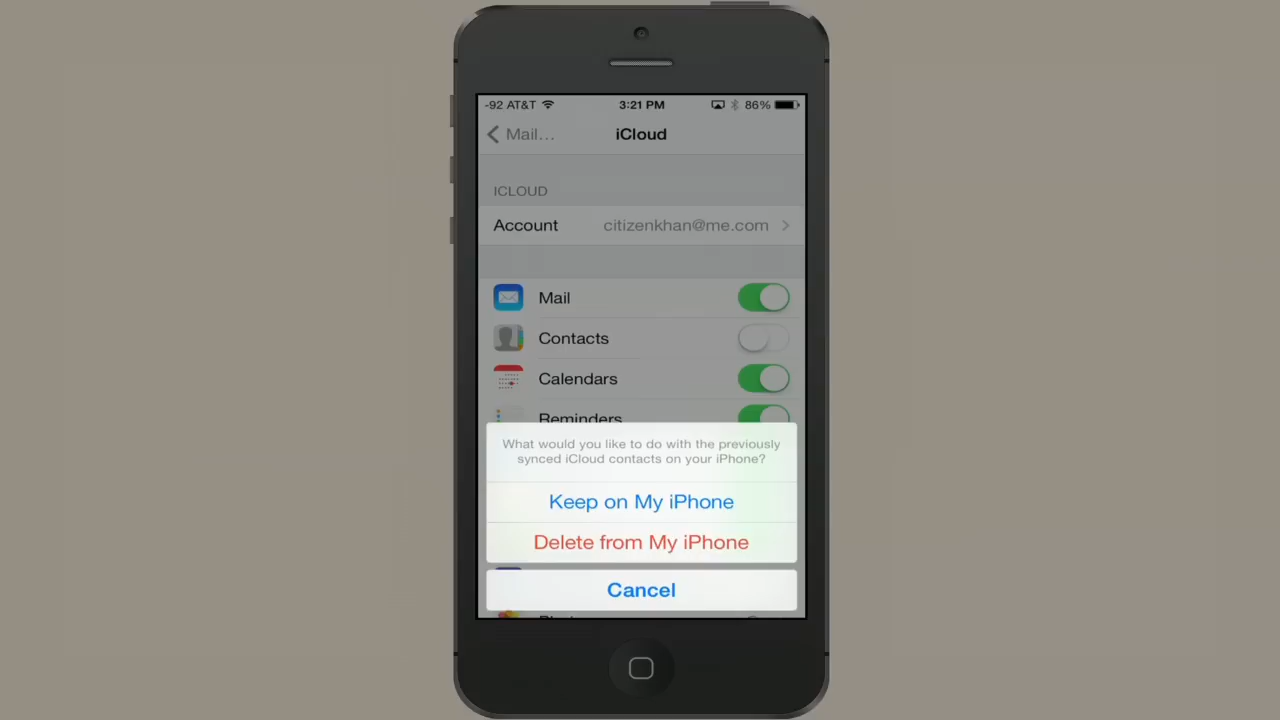 -92 AT&T 3:21 PM 86%
Mail... iCloud
ICLOUD
Account citizenkhan@me.com
Mail
Contacts
Calendars
Reminders
What would you like to do with the previously
synced iCloud contacts on your iPhone?
Keep on My iPhone
Delete from My iPhone
Cancel